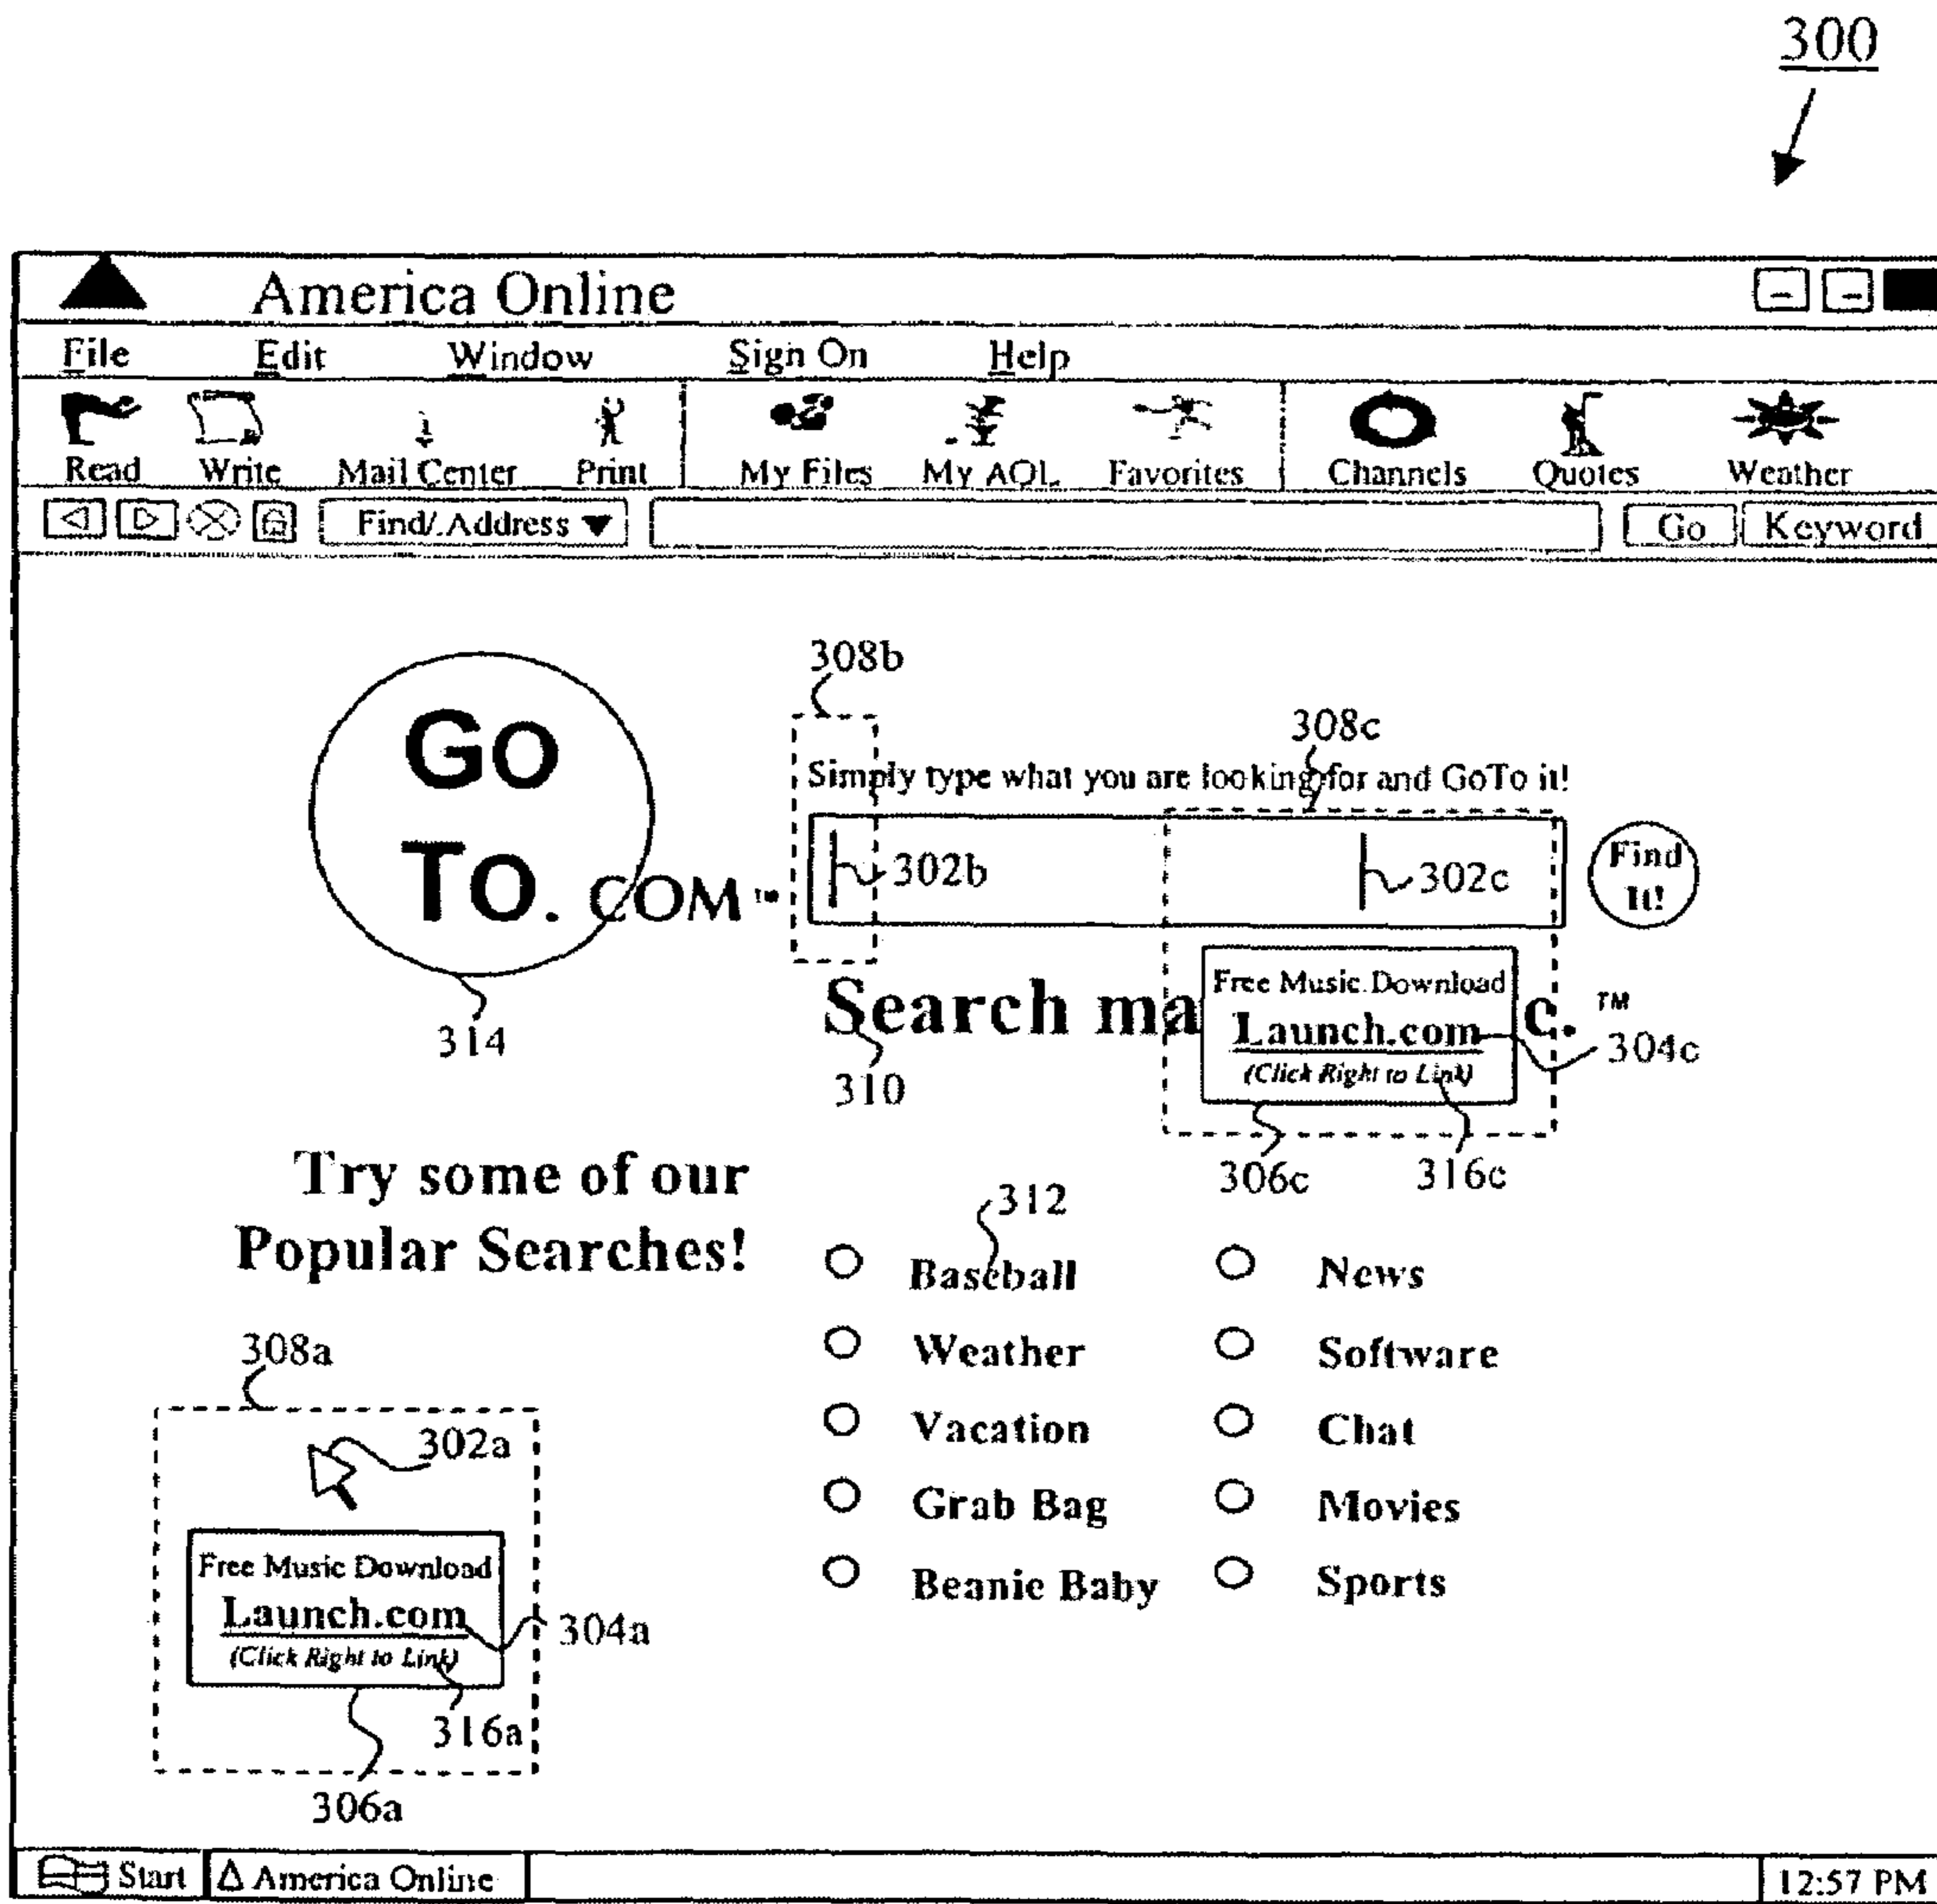 300
America Online
File Edit Window Sign On Help
Read Write Mail Center Print My Files My AOL Favorites Channels Quotes Weather
Find/Address Go Keyword
308b
308c
GO
TO. COM™
Simply type what you are looking for and GoTo it!
302b 302c
Find
It!
314
Search ma c.™
310
Free Music Download
Launch.com
(Click Right to Link)
304c
306c 316c
Try some of our
Popular Searches!
312
Baseball News
Weather Software
Vacation Chat
Grab Bag Movies
Beanie Baby Sports
308a
302a
Free Music Download
Launch.com
(Click Right to Link)
304a
316a
306a
Start America Online 12:57 PM